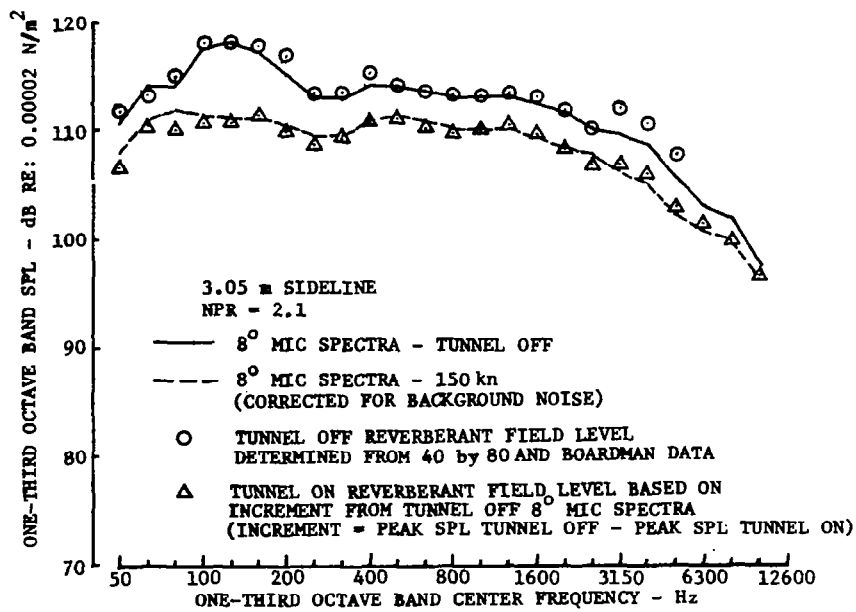 ONE-THIRD OCTAVE BAND SPL - dB RE: 0.00002 N/m²
120
110
100
90
80
70
3.05 m SIDELINE
NPR = 2.1
8° MIC SPECTRA - TUNNEL OFF
8° MIC SPECTRA - 150 kn
(CORRECTED FOR BACKGROUND NOISE)
TUNNEL OFF REVERBERANT FIELD LEVEL
DETERMINED FROM 40 by 80 AND BOARDMAN DATA
TUNNEL ON REVERBERANT FIELD LEVEL BASED ON
INCREMENT FROM TUNNEL OFF 8° MIC SPECTRA
(INCREMENT = PEAK SPL TUNNEL OFF - PEAK SPL TUNNEL ON)
50 100 200 400 800 1600 3150 6300 12600
ONE-THIRD OCTAVE BAND CENTER FREQUENCY - Hz